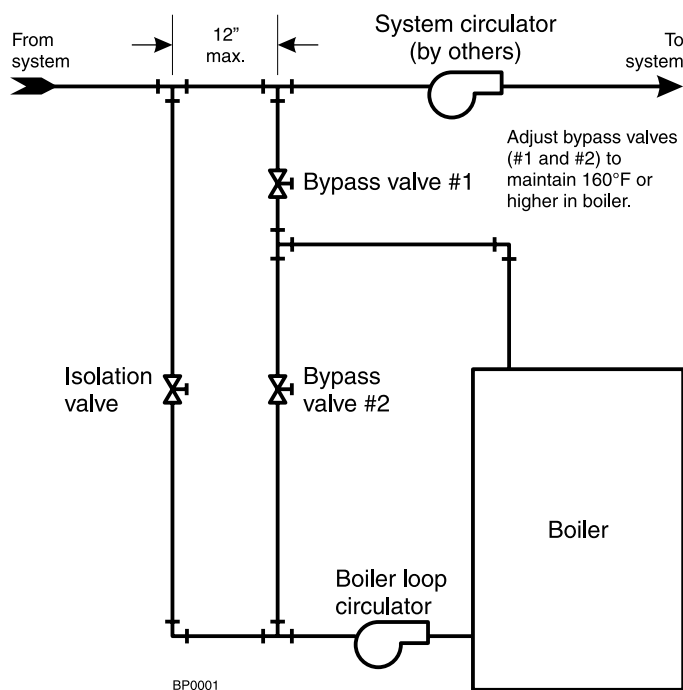 From
system
12”
max.
System circulator
(by others)
To
system
Adjust bypass valves
(#1 and #2) to
maintain 160°F or
higher in boiler.
Bypass valve #1
Isolation
valve
Bypass
valve #2
Boiler
Boiler loop
circulator
BP0001